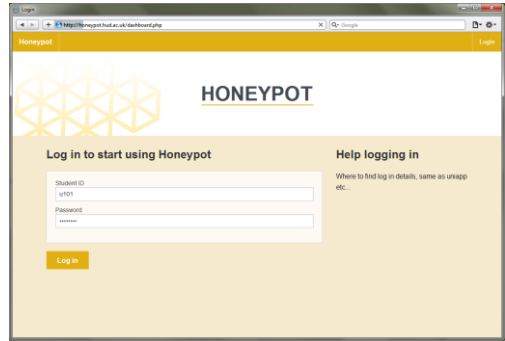 Login
http://honeypot.hud.ac.uk/dashboard.php
Google
Honeypot
Login
HONEYPOT
Log in to start using Honeypot
Student ID
u101
Password
••••••••
Log in
Help logging in
Where to find log in details, same as uniapp
etc...